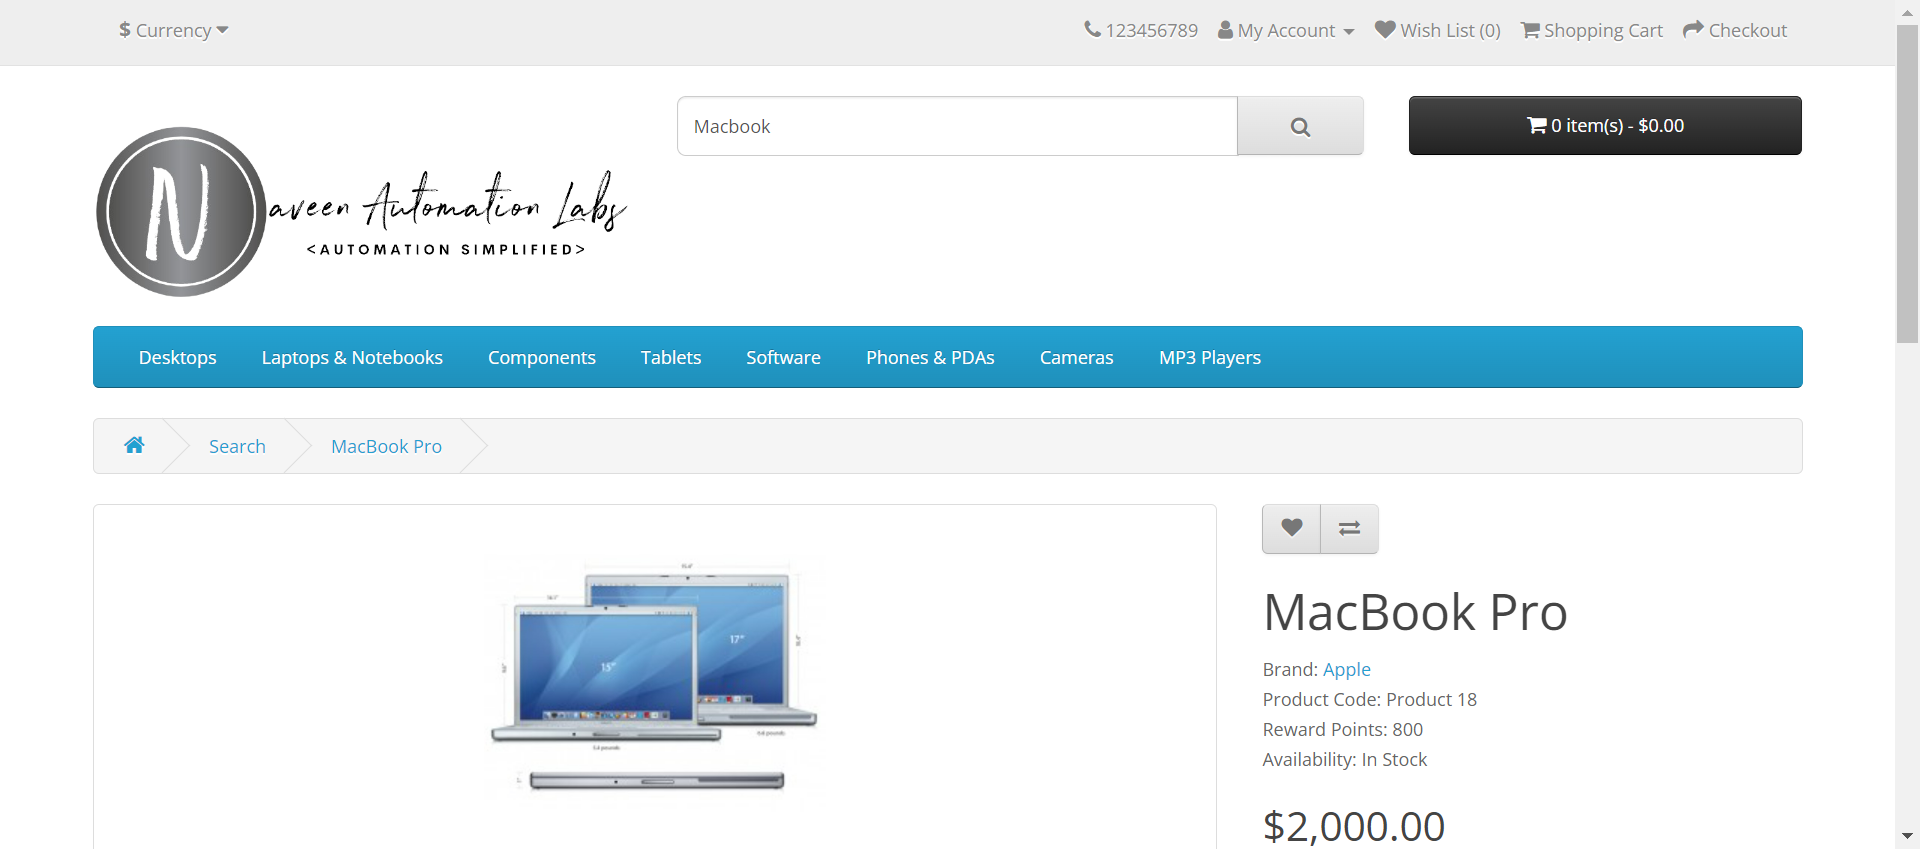 $ Currency
123456789 My Account Wish List (0) Shopping Cart Checkout
Macbook
0 item(s) - $0.00
N
aveen Automation Labs
<AUTOMATION SIMPLIFIED>
Desktops Laptops & Notebooks Components Tablets Software Phones & PDAs Cameras MP3 Players
Search MacBook Pro
17"
15"
MacBook Pro
Brand: Apple
Product Code: Product 18
Reward Points: 800
Availability: In Stock
$2,000.00